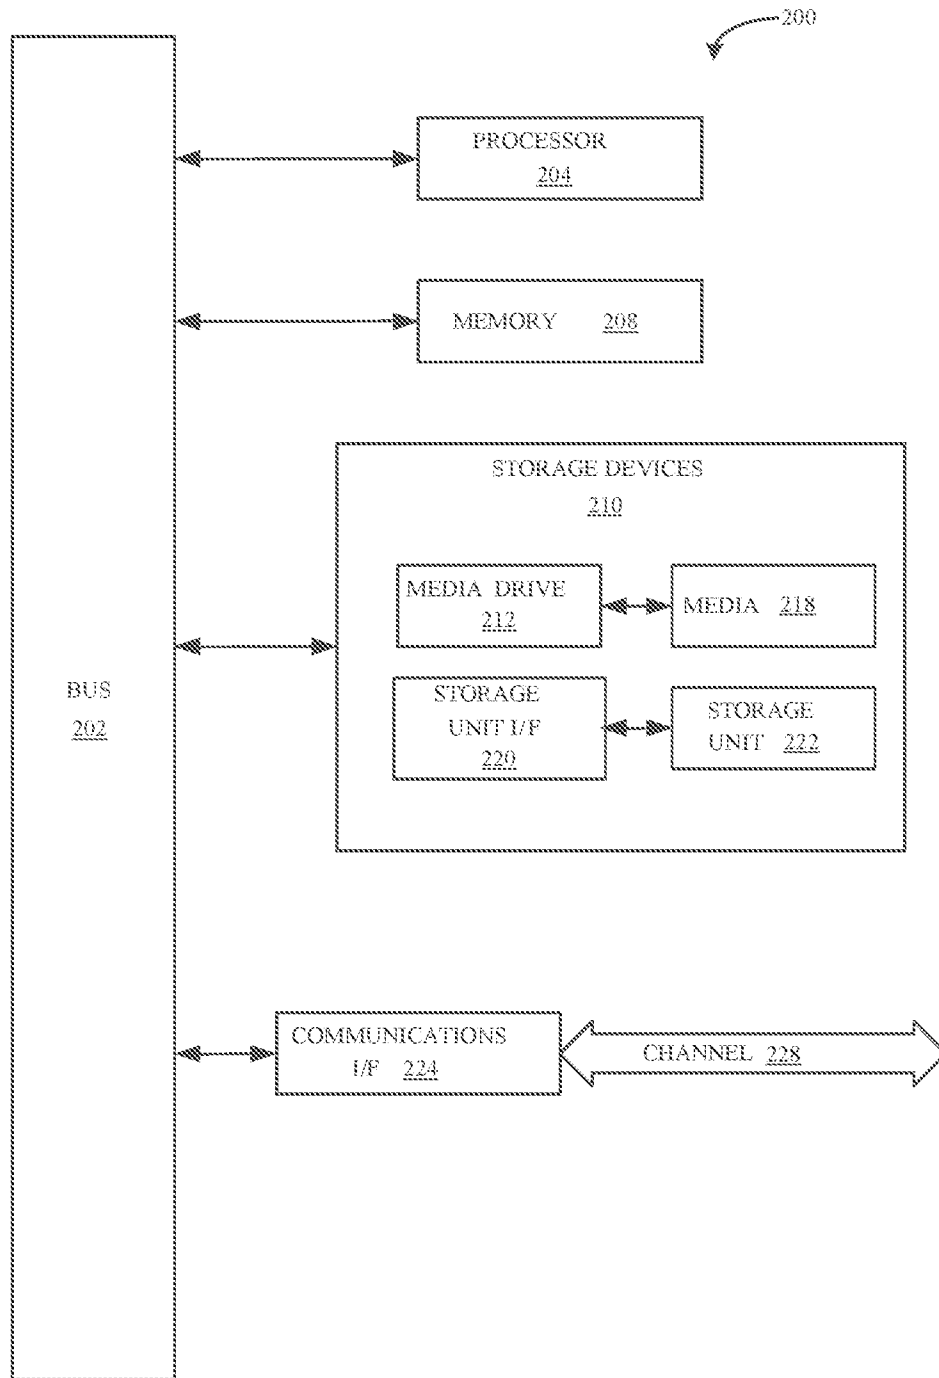 200
PROCESSOR
204
MEMORY 208
STORAGE DEVICES
210
MEDIA DRIVE
212
MEDIA 218
BUS
202
STORAGE
UNIT I/F
220
STORAGE
UNIT 222
COMMUNICATIONS
I/F 224
CHANNEL 228